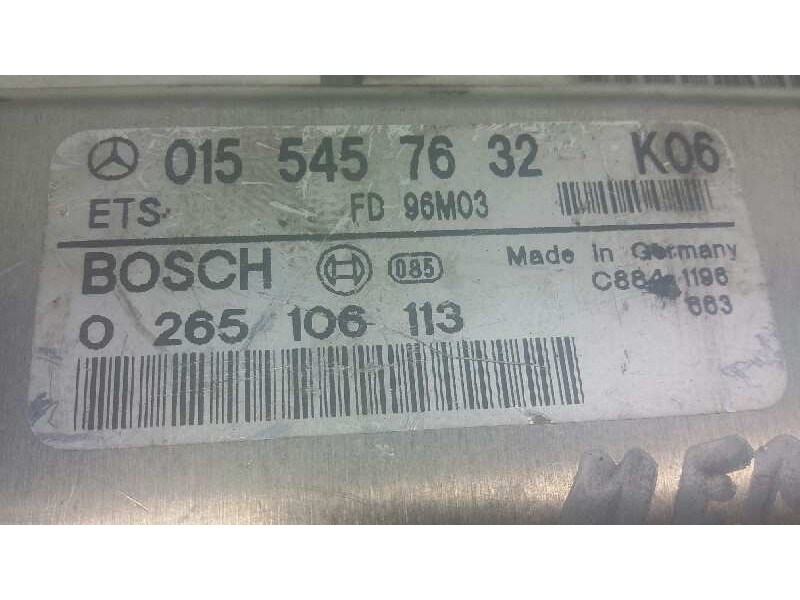 015 545 76 32 K06
ETS FD 96M03
BOSCH 085 Made in Germany
0 265 106 113 1196
663